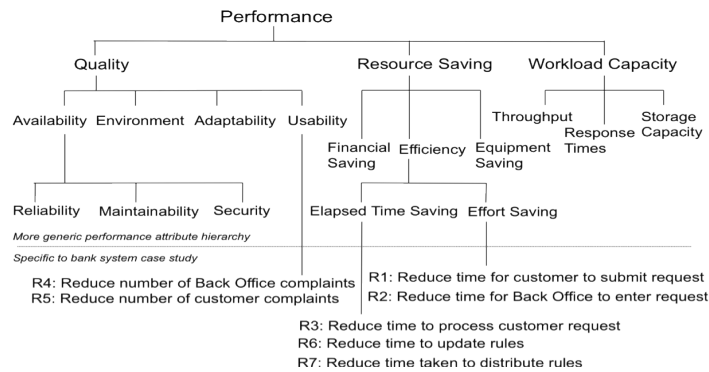 Performance
Quality
Resource Saving
Workload Capacity
Availability
Environment
Adaptability
Usability
Financial
Saving
Efficiency
Equipment
Saving
Throughput
Response
Times
Storage
Capacity
Reliability
Maintainability
Security
Elapsed Time Saving
Effort Saving
More generic performance attribute hierarchy
Specific to bank system case study
R4: Reduce number of Back Office complaints
R5: Reduce number of customer complaints
R1: Reduce time for customer to submit request
R2: Reduce time for Back Office to enter request
R3: Reduce time to process customer request
R6: Reduce time to update rules
R7: Reduce time taken to distribute rules